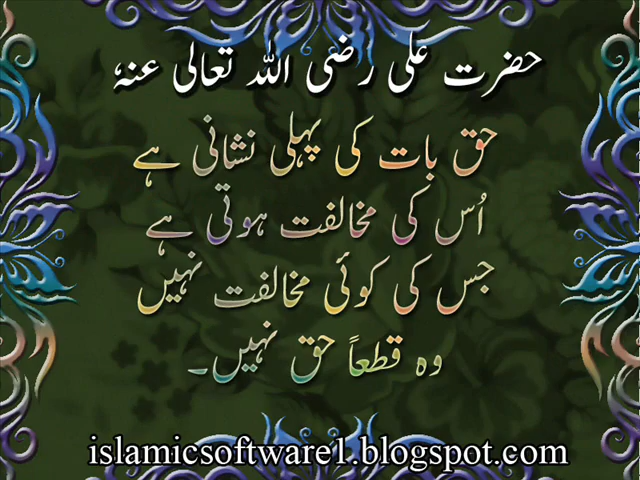 حضرت علی رضی اللہ تعالی عنہ،
حق بات کی پہلی نشانی ہے
اُس کی مخالفت ہوتی ہے
جس کی کوئی مخالفت نہیں
وہ قطعاً حق نہیں۔
islamicsoftware1.blogspot.com